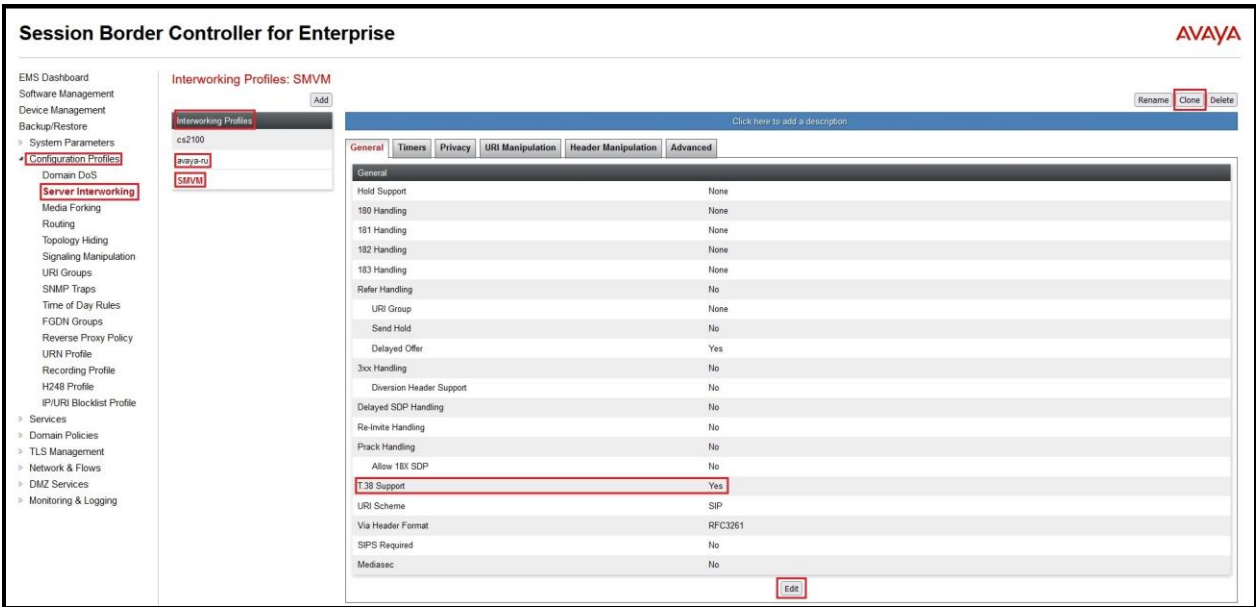 Session Border Controller for Enterprise
AVAYA
EMS Dashboard
Software Management
Device Management
Backup/Restore
System Parameters
Configuration Profiles
Domain DoS
Server Interworking
Media Forking
Routing
Topology Hiding
Signaling Manipulation
URI Groups
SNMP Traps
Time of Day Rules
FGDN Groups
Reverse Proxy Policy
URN Profile
Recording Profile
H248 Profile
IP/URI Blocklist Profile
Services
Domain Policies
TLS Management
Network & Flows
DMZ Services
Monitoring & Logging
Interworking Profiles: SMVM
Add
Rename Clone Delete
Interworking Profiles
cs2100
avaya-ru
SMVM
Click here to add a description.
General Timers Privacy URI Manipulation Header Manipulation Advanced
General
Hold Support None
180 Handling None
181 Handling None
182 Handling None
183 Handling None
Refer Handling No
URI Group None
Send Hold No
Delayed Offer Yes
3xx Handling No
Diversion Header Support No
Delayed SDP Handling No
Re-Invite Handling No
Prack Handling No
Allow 18X SDP No
T.38 Support Yes
URI Scheme SIP
Via Header Format RFC3261
SIPS Required No
Mediasec No
Edit